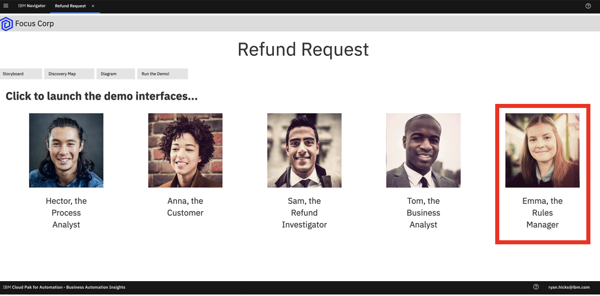 IBM Navigator Refund Request ×
Focus Corp
Refund Request
Storyboard Discovery Map Diagram Run the Demo!
Click to launch the demo interfaces...
Hector, the
Process
Analyst
Anna, the
Customer
Sam, the
Refund
Investigator
Tom, the
Business
Analyst
Emma, the
Rules
Manager
IBM Cloud Pak for Automation - Business Automation Insights ryan.hicks@ibm.com